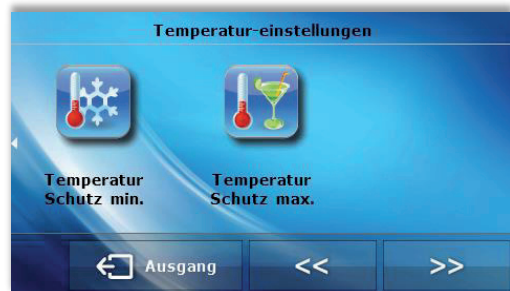 Temperatur-einstellungen
Temperatur
Schutz min.
Temperatur
Schutz max.
Ausgang << >>